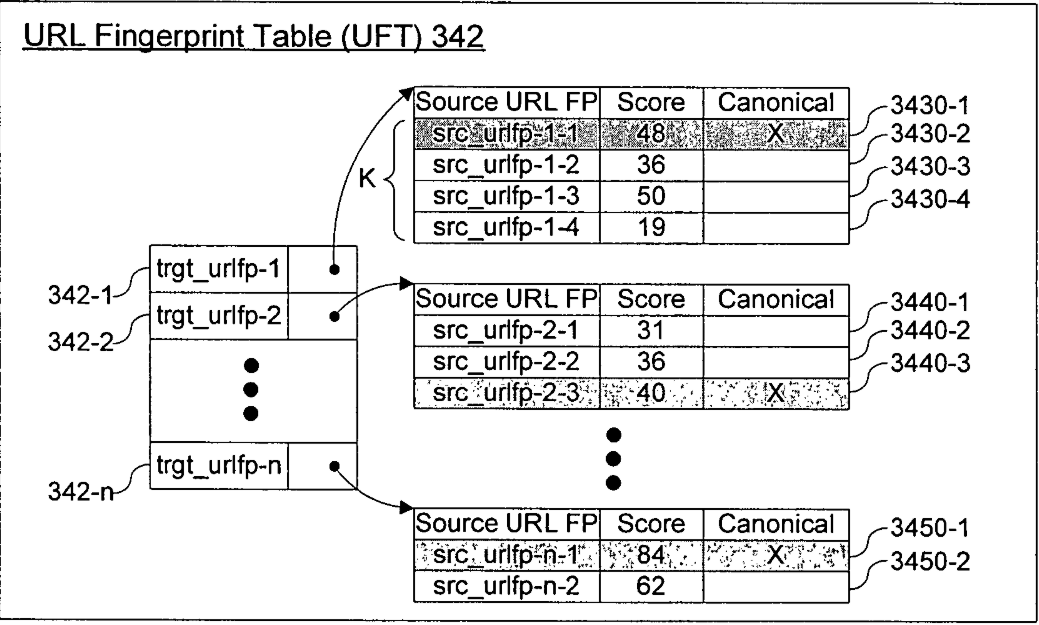 URL Fingerprint Table (UFT) 342
Source URL FP Score Canonical
src_urlfp-1-1 48 X 3430-1
src_urlfp-1-2 36 3430-2
src_urlfp-1-3 50 3430-3
src_urlfp-1-4 19 3430-4
K
trgt_urlfp-1
342-1
trgt_urlfp-2
342-2
trgt_urlfp-n
342-n
Source URL FP Score Canonical
src_urlfp-2-1 31 3440-1
src_urlfp-2-2 36 3440-2
src_urlfp-2-3 40 X 3440-3
Source URL FP Score Canonical
src_urlfp-n-1 84 X 3450-1
src_urlfp-n-2 62 3450-2